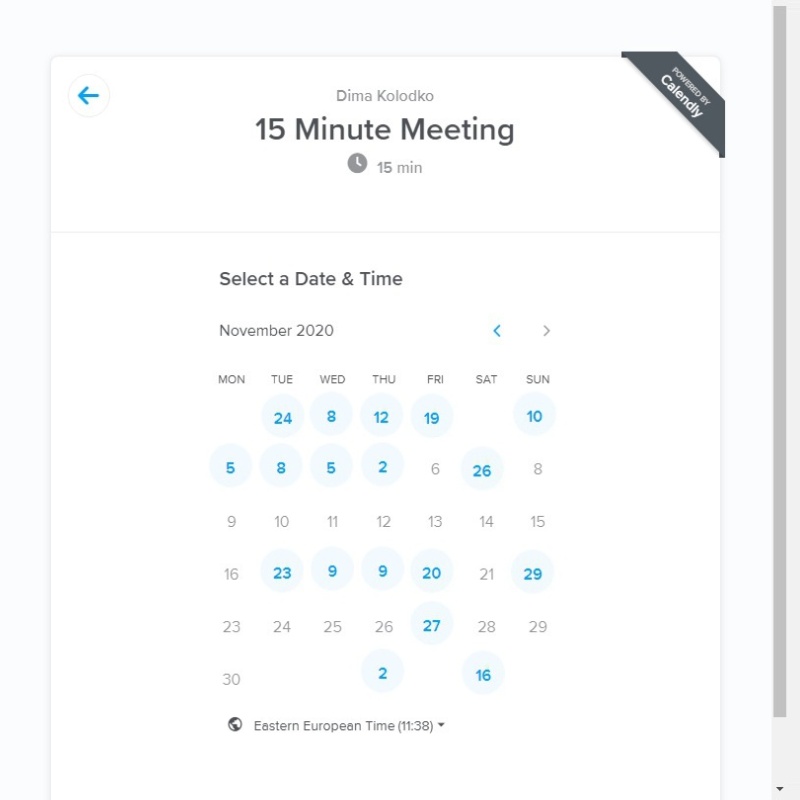 POWERED BY
Calendly
Dima Kolodko
15 Minute Meeting
15 min
Select a Date & Time
November 2020
MON TUE WED THU FRI SAT SUN
24 8 12 19 10
5 8 5 2 6 26 8
9 10 11 12 13 14 15
16 23 9 9 20 21 29
23 24 25 26 27 28 29
30 2 16
Eastern European Time (11:38)